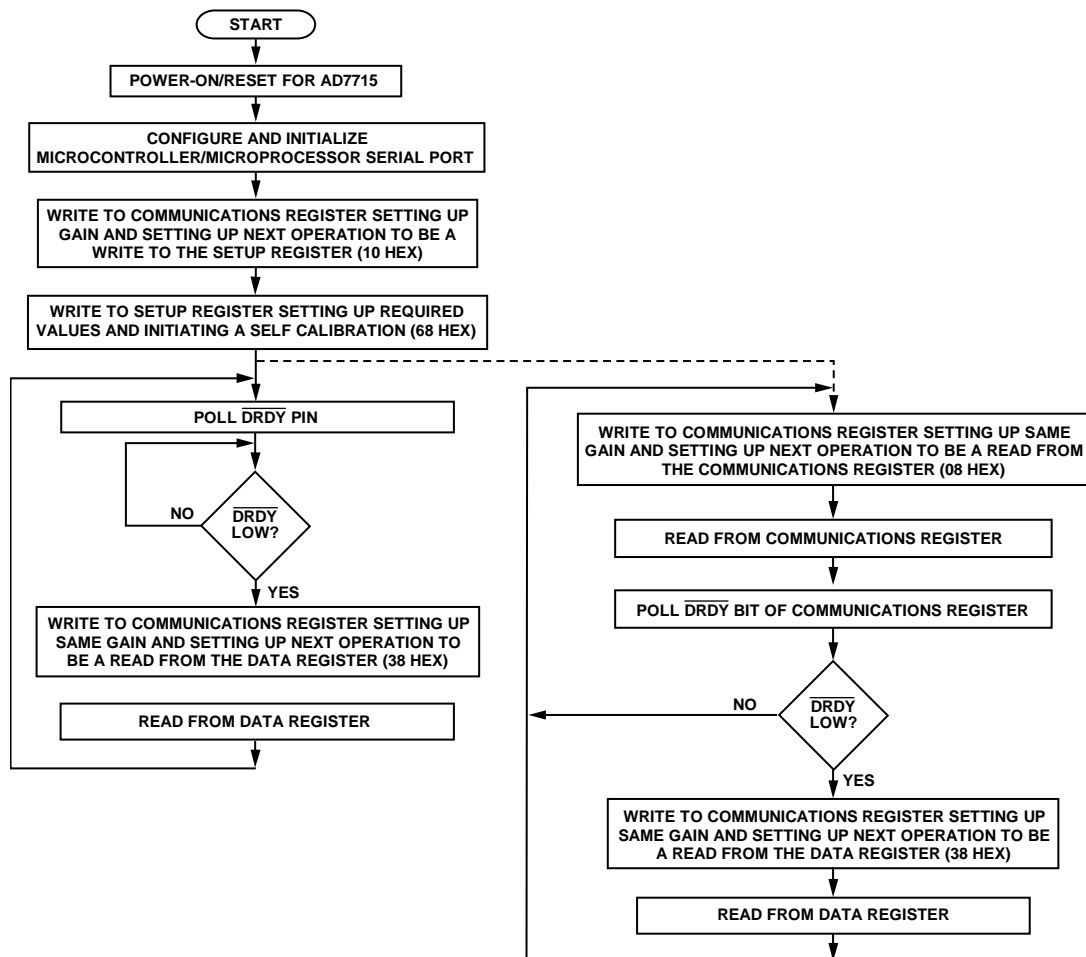 START
POWER-ON/RESET FOR AD7715
CONFIGURE AND INITIALIZE
MICROCONTROLLER/MICROPROCESSOR SERIAL PORT
WRITE TO COMMUNICATIONS REGISTER SETTING UP
GAIN AND SETTING UP NEXT OPERATION TO BE A
WRITE TO THE SETUP REGISTER (10 HEX)
WRITE TO SETUP REGISTER SETTING UP REQUIRED
VALUES AND INITIATING A SELF CALIBRATION (68 HEX)
POLL DRDY PIN
NO
DRDY
LOW?
YES
WRITE TO COMMUNICATIONS REGISTER SETTING UP
SAME GAIN AND SETTING UP NEXT OPERATION TO
BE A READ FROM THE DATA REGISTER (38 HEX)
READ FROM DATA REGISTER
WRITE TO COMMUNICATIONS REGISTER SETTING UP SAME
GAIN AND SETTING UP NEXT OPERATION TO BE A READ FROM
THE COMMUNICATIONS REGISTER (08 HEX)
READ FROM COMMUNICATIONS REGISTER
POLL DRDY BIT OF COMMUNICATIONS REGISTER
NO
DRDY
LOW?
YES
WRITE TO COMMUNICATIONS REGISTER SETTING UP
SAME GAIN AND SETTING UP NEXT OPERATION TO BE
A READ FROM THE DATA REGISTER (38 HEX)
READ FROM DATA REGISTER